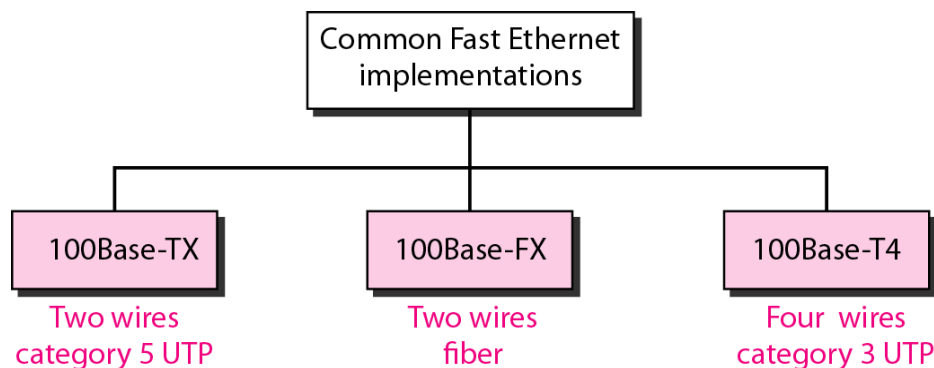 Common Fast Ethernet
implementations
100Base-TX
100Base-FX
100Base-T4
Two wires
category 5 UTP
Two wires
fiber
Four wires
category 3 UTP